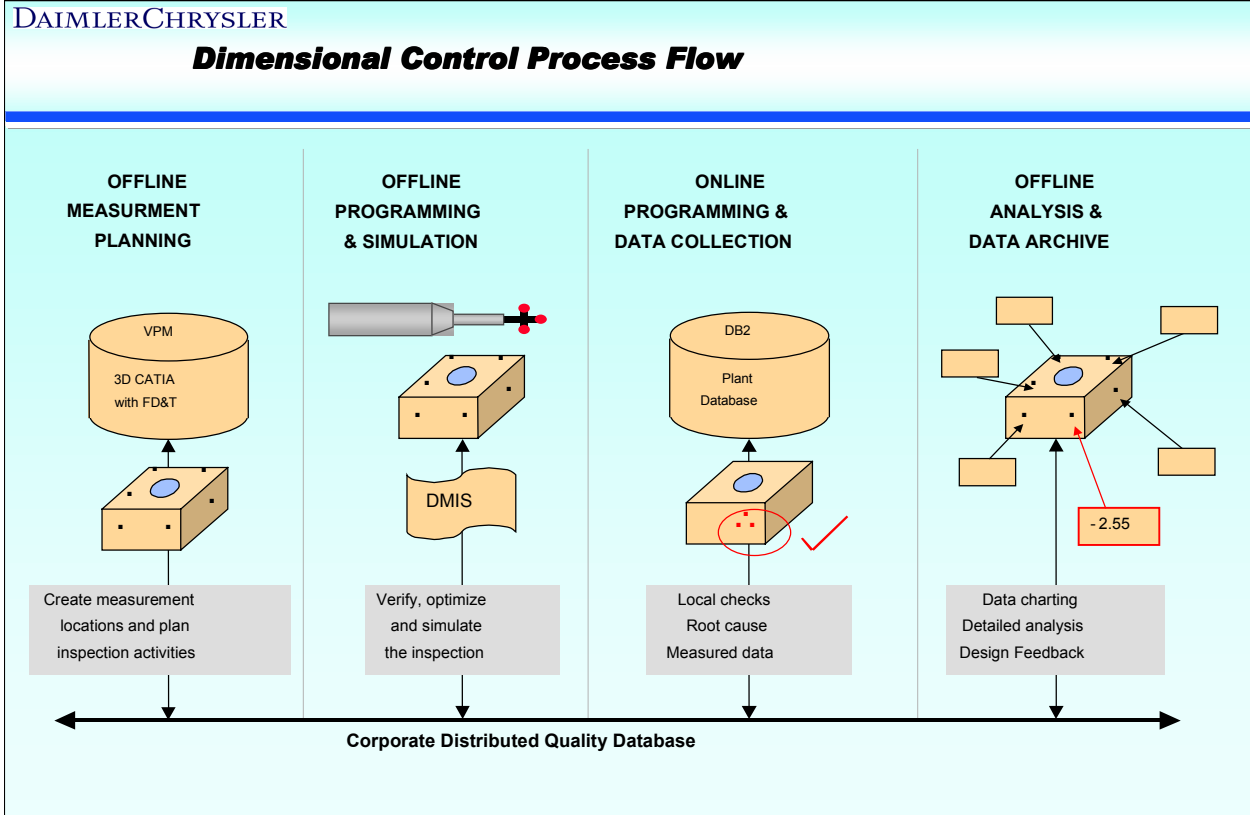 DAIMLERCHRYSLER
Dimensional Control Process Flow
OFFLINE
MEASURMENT
PLANNING
VPM
3D CATIA
with FD&T
Create measurement
locations and plan
inspection activities
OFFLINE
PROGRAMMING
& SIMULATION
DMIS
Verify, optimize
and simulate
the inspection
ONLINE
PROGRAMMING &
DATA COLLECTION
DB2
Plant
Database
Local checks
Root cause
Measured data
OFFLINE
ANALYSIS &
DATA ARCHIVE
- 2.55
Data charting
Detailed analysis
Design Feedback
Corporate Distributed Quality Database